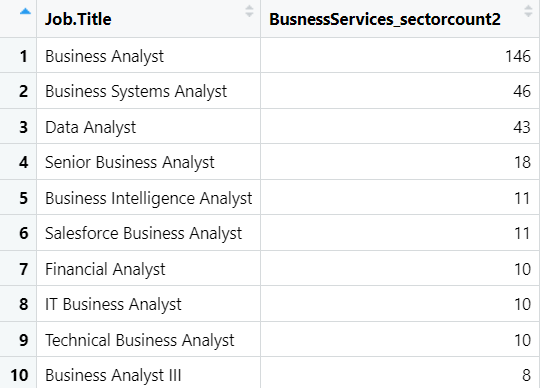 Job.Title BusnessServices_sectorcount2
1 Business Analyst 146
2 Business Systems Analyst 46
3 Data Analyst 43
4 Senior Business Analyst 18
5 Business Intelligence Analyst 11
6 Salesforce Business Analyst 11
7 Financial Analyst 10
8 IT Business Analyst 10
9 Technical Business Analyst 10
10 Business Analyst III 8